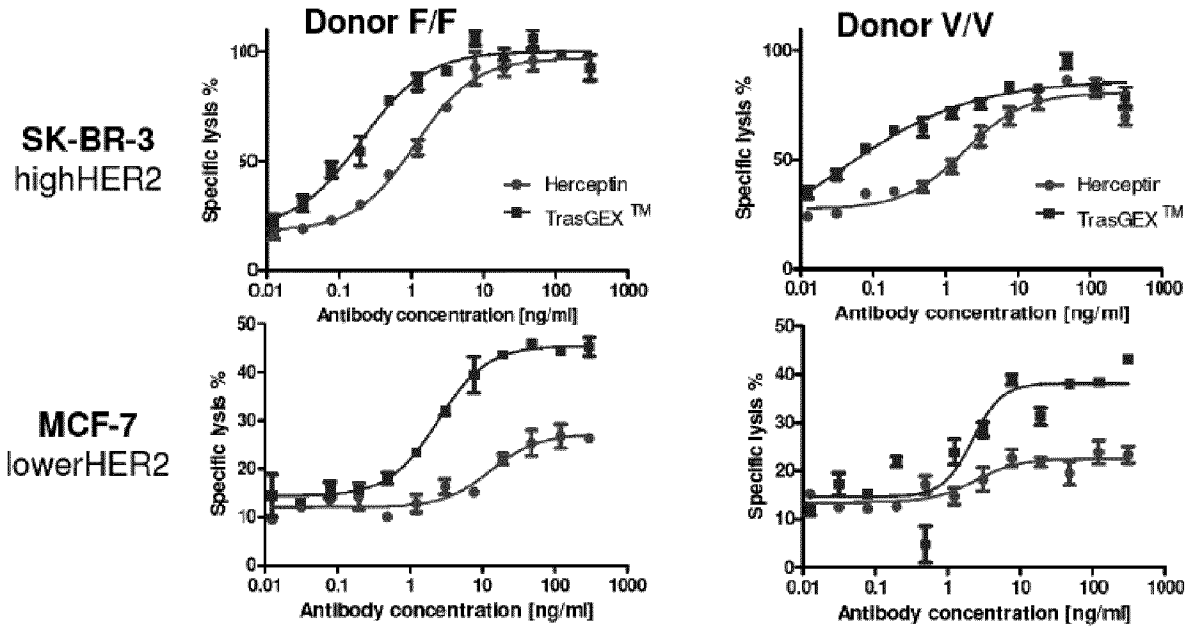 Donor F/F
Donor V/V
SK-BR-3
highHER2
Specific lysis %
100
50
0
Herceptin
TrasGEX TM
0.01 0.1 1 10 100 1000
Antibody concentration [ng/ml]
Specific lysis %
100
50
0
Herceptin
TrasGEX TM
0.01 0.1 1 10 100 1000
Antibody concentration [ng/ml]
MCF-7
lowerHER2
Specific lysis %
50
40
30
20
10
0
0.01 0.1 1 10 100 1000
Antibody concentration [ng/ml]
Specific lysis %
50
40
30
20
10
0
0.01 0.1 1 10 100 1000
Antibody concentration [ng/ml]